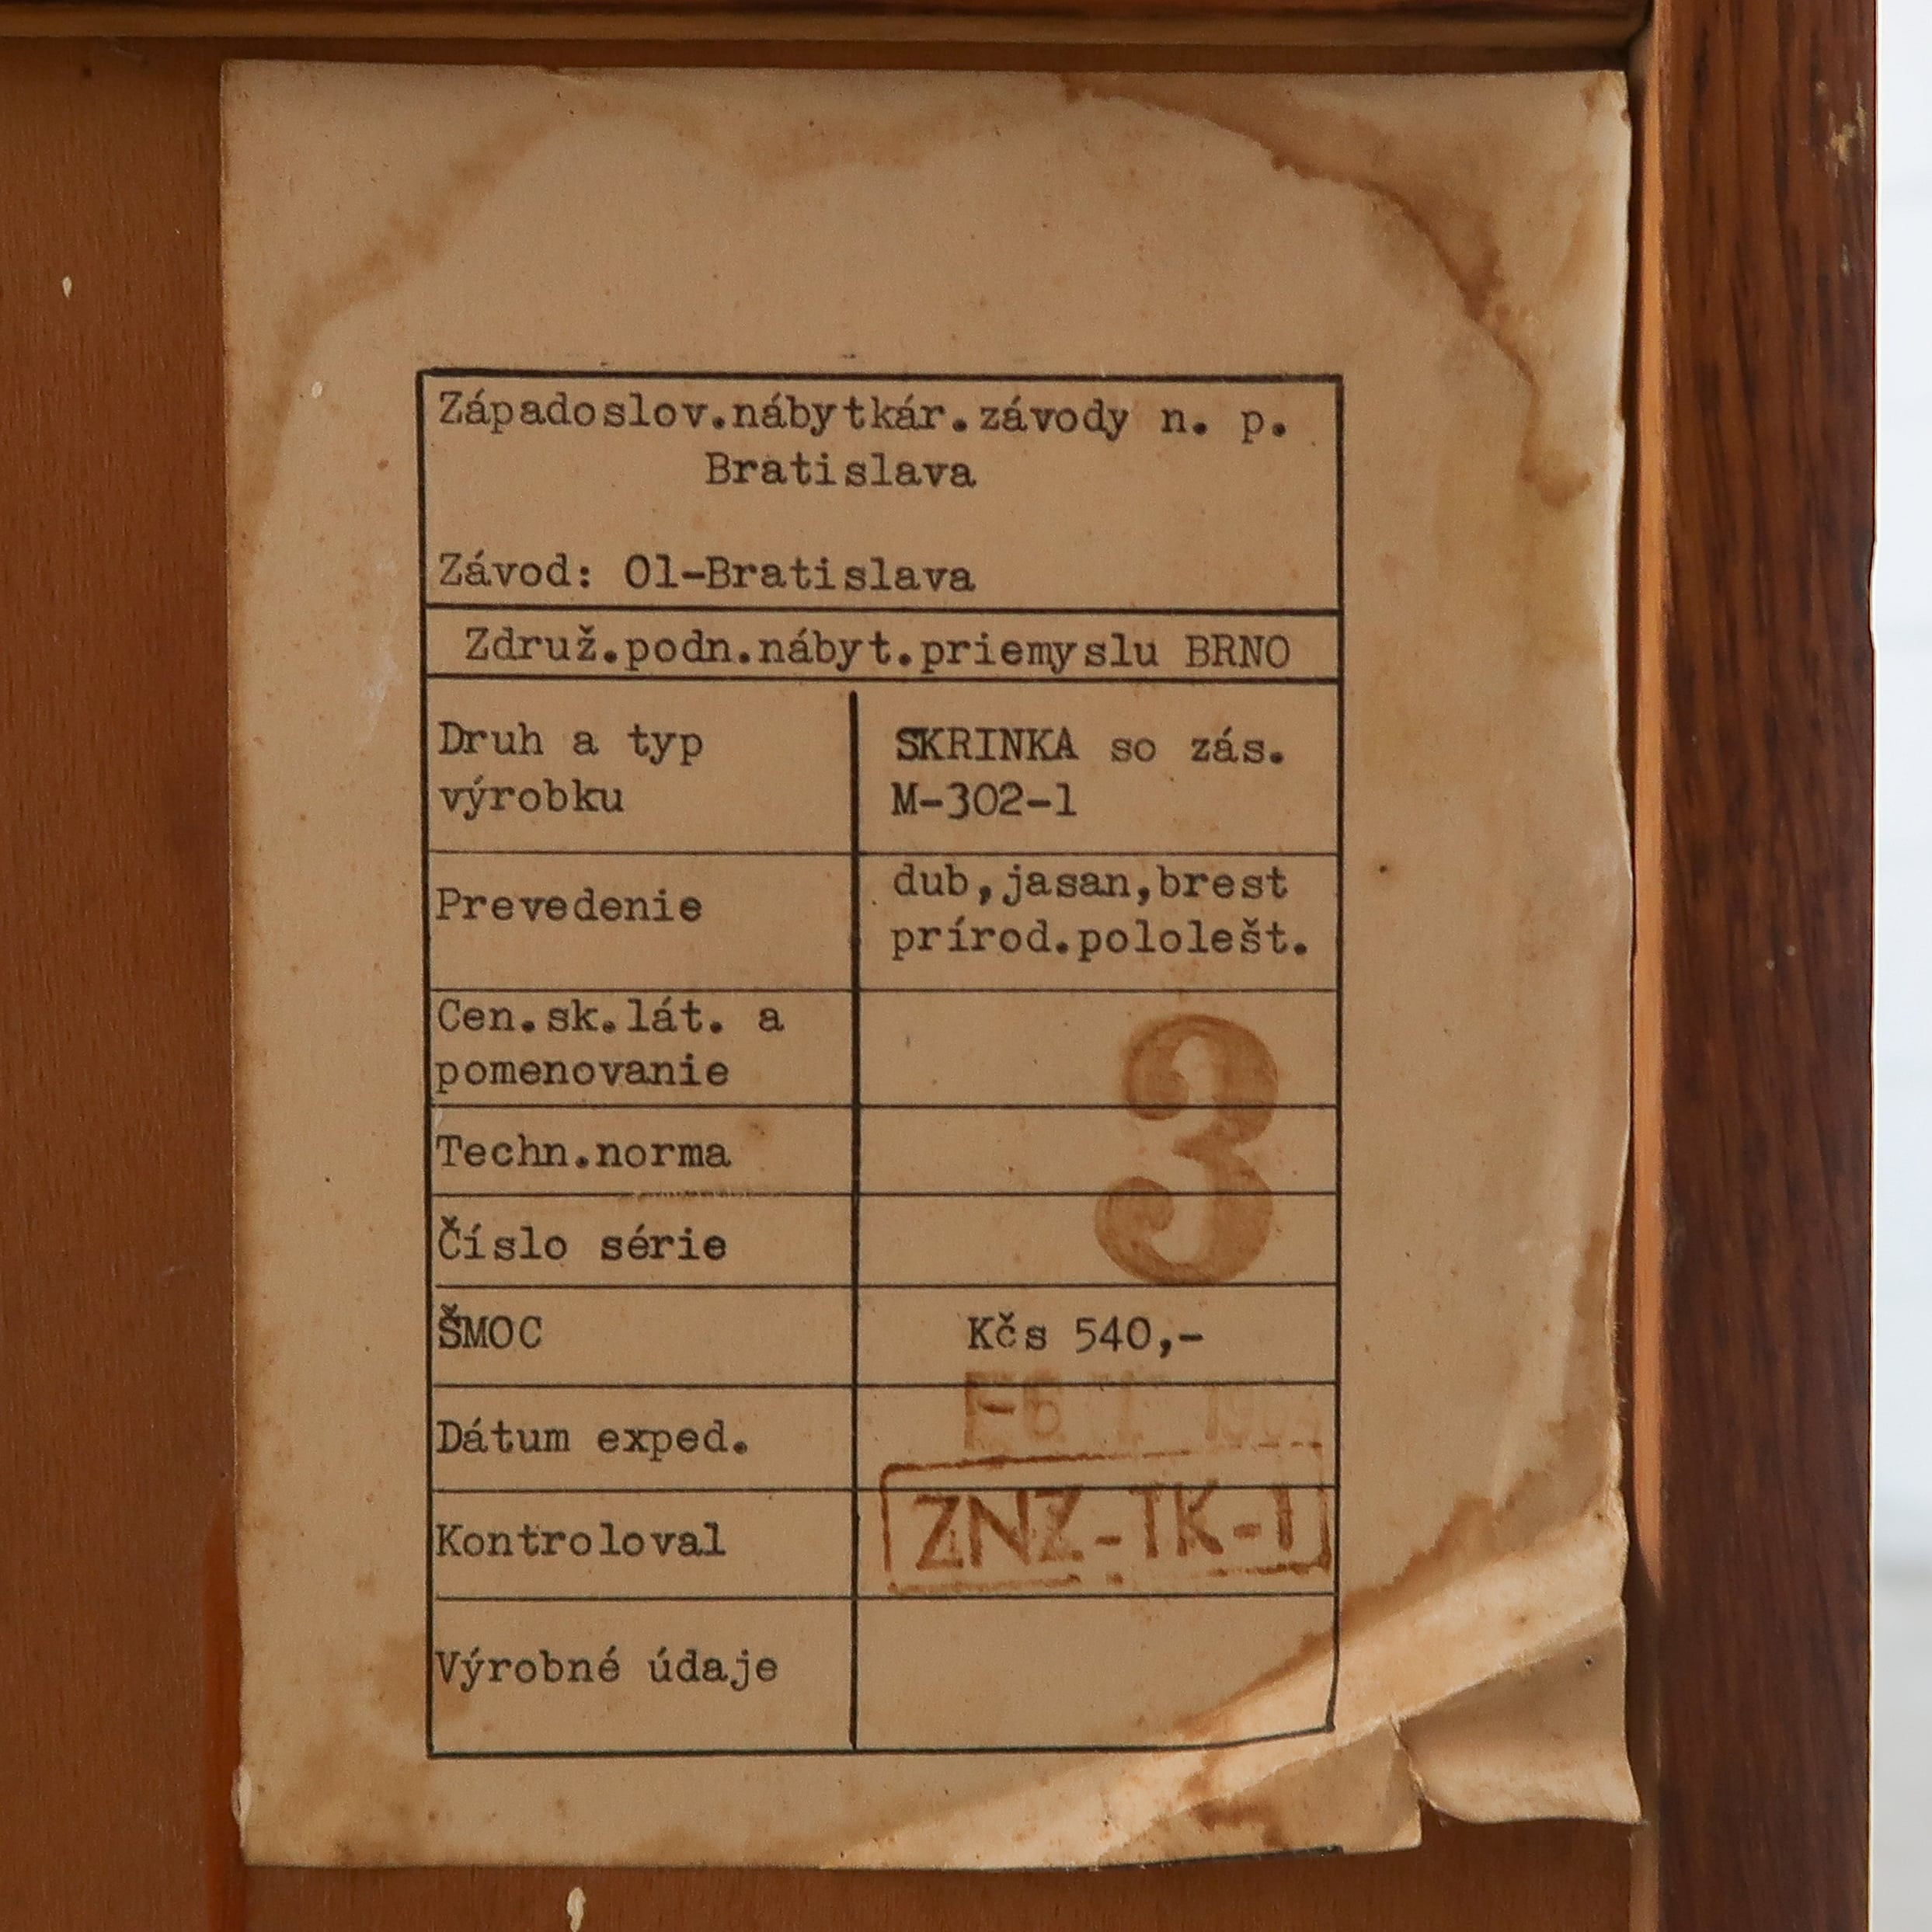 Západoslov.nábytkár.závody n. p.
Bratislava
Závod: 01-Bratislava
Združ.podn.nábyt.priemyslu BRNO
Druh a typ
výrobku
SKRINKA so zás.
M-302-1
Prevedenie
dub,jasan,brest
prírod.pololešt.
Cen.sk.lát. a
pomenovanie
3
Techn.norma
Číslo série
ŠMOC
Kčs 540,-
Dátum exped.
Kontroloval
ZNZ-TK-1
Výrobné údaje